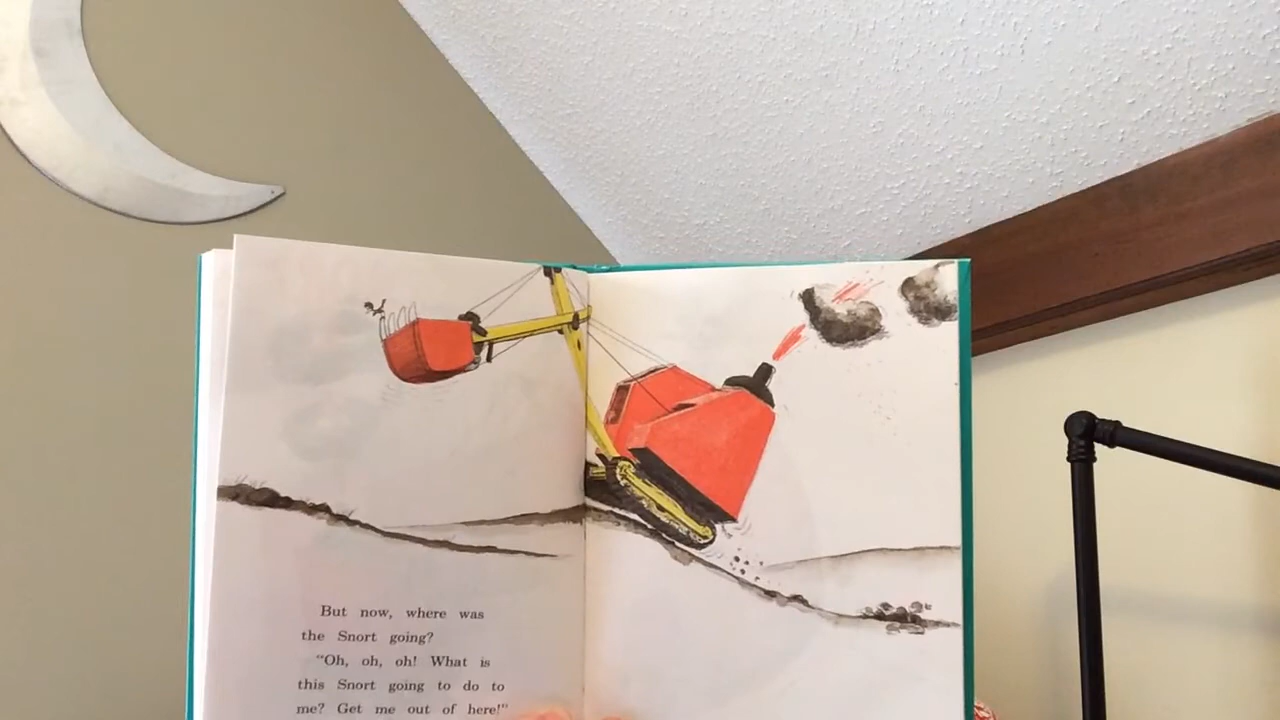 But now, where was
the Snort going?
“Oh, oh, oh! What is
this Snort going to do to
me? Get me out of here!”